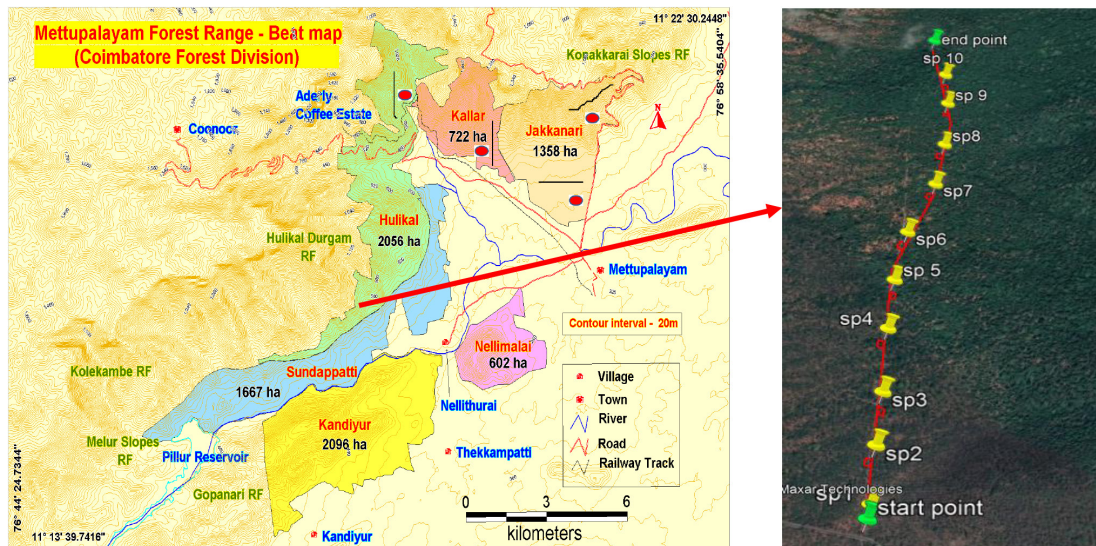 Mettupalayam Forest Range - Beat map
(Coimbatore Forest Division)
11° 22' 30.2448"
76° 58' 35.5404"
Konakkarai Slopes RF
N
Aderly
Coffee Estate
Coonoor
Kallar
722 ha
Jakkanari
1358 ha
Hulikal
2056 ha
Hulikal Durgam
RF
Mettupalayam
Contour interval - 20m
Nellimalai
602 ha
Kolekambe RF
Sundappatti
1667 ha
Nellithurai
Kandiyur
2096 ha
Melur Slopes
RF
Pillur Reservoir
Thekkampatti
Gopanari RF
Village
Town
River
Road
Railway Track
0 3 6
kilometers
76° 44' 24.7344"
11° 13' 39.7416"
Kandiyur
end point
sp 10
sp 9
sp8
sp7
sp6
sp 5
sp4
sp3
sp2
Maxar Technologies
sp1
start point